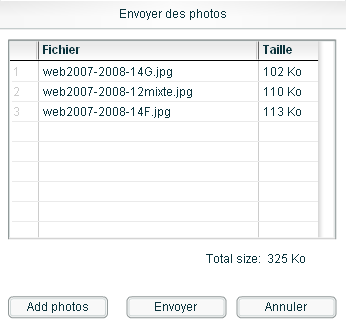 Envoyer des photos
Fichier Taille
1 web2007-2008-14G.jpg 102 Ko
2 web2007-2008-12mixte.jpg 110 Ko
3 web2007-2008-14F.jpg 113 Ko
Total size: 325 Ko
Add photos Envoyer Annuler